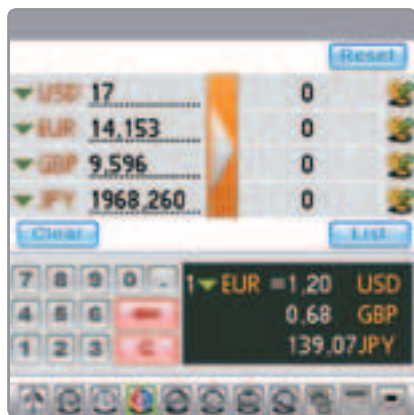 Reset
USD 17 0
EUR 14,153 0
GBP 9,596 0
JPY 1968,260 0
Clear List
7 8 9 0 . 1 EUR =1,20 USD
4 5 6 0.68 GBP
1 2 3 C 139.07 JPY